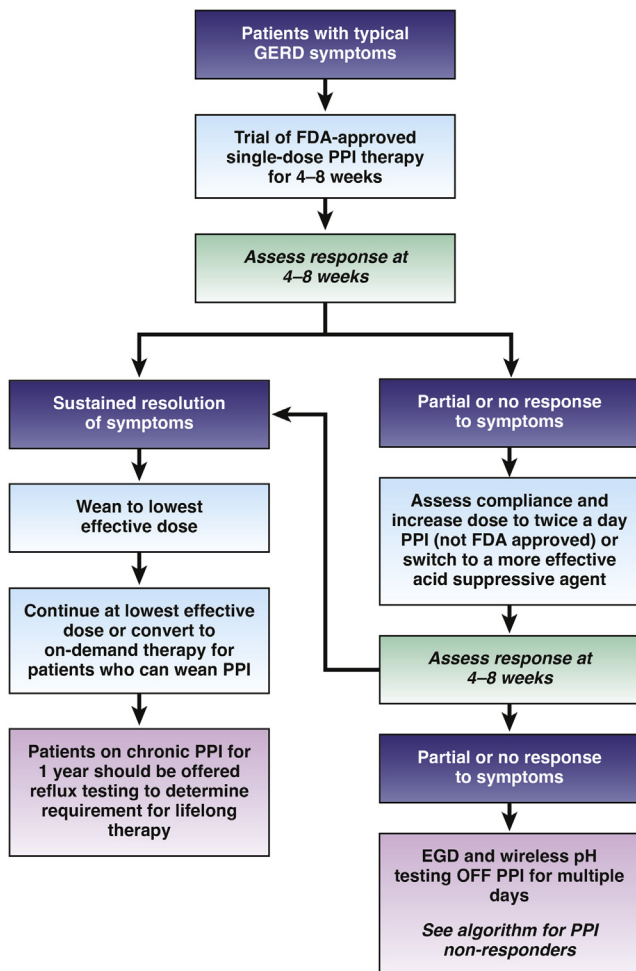 Patients with typical
GERD symptoms
Trial of FDA-approved
single-dose PPI therapy
for 4–8 weeks
Assess response at
4–8 weeks
Sustained resolution
of symptoms
Wean to lowest
effective dose
Continue at lowest effective
dose or convert to
on-demand therapy for
patients who can wean PPI
Patients on chronic PPI for
1 year should be offered
reflux testing to determine
requirement for lifelong
therapy
Partial or no response
to symptoms
Assess compliance and
increase dose to twice a day
PPI (not FDA approved) or
switch to a more effective
acid suppressive agent
Assess response at
4–8 weeks
Partial or no response
to symptoms
EGD and wireless pH
testing OFF PPI for multiple
days
See algorithm for PPI
non-responders